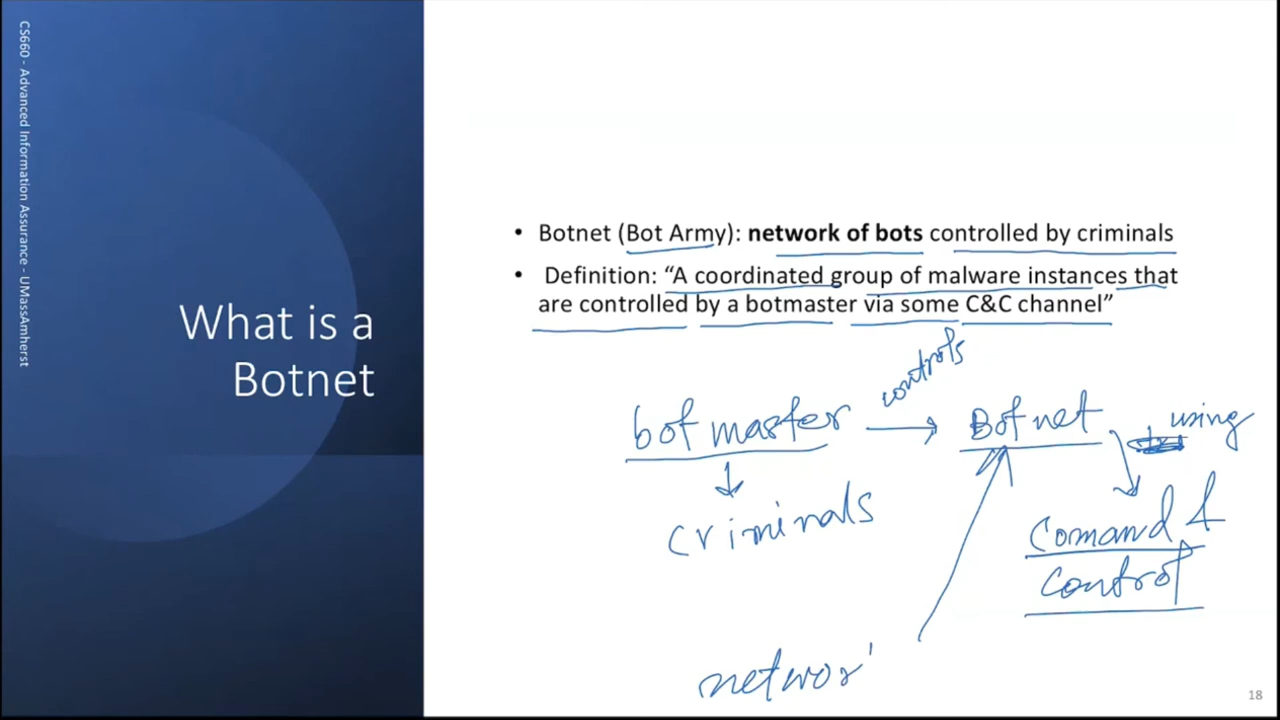 CS660 - Advanced Information Assurance - UMassAmherst
What is a
Botnet
• Botnet (Bot Army): network of bots controlled by criminals
• Definition: “A coordinated group of malware instances that
are controlled by a botmaster via some C&C channel”
controls
bot master → Botnet using
criminals
Comand &
control
networ
18